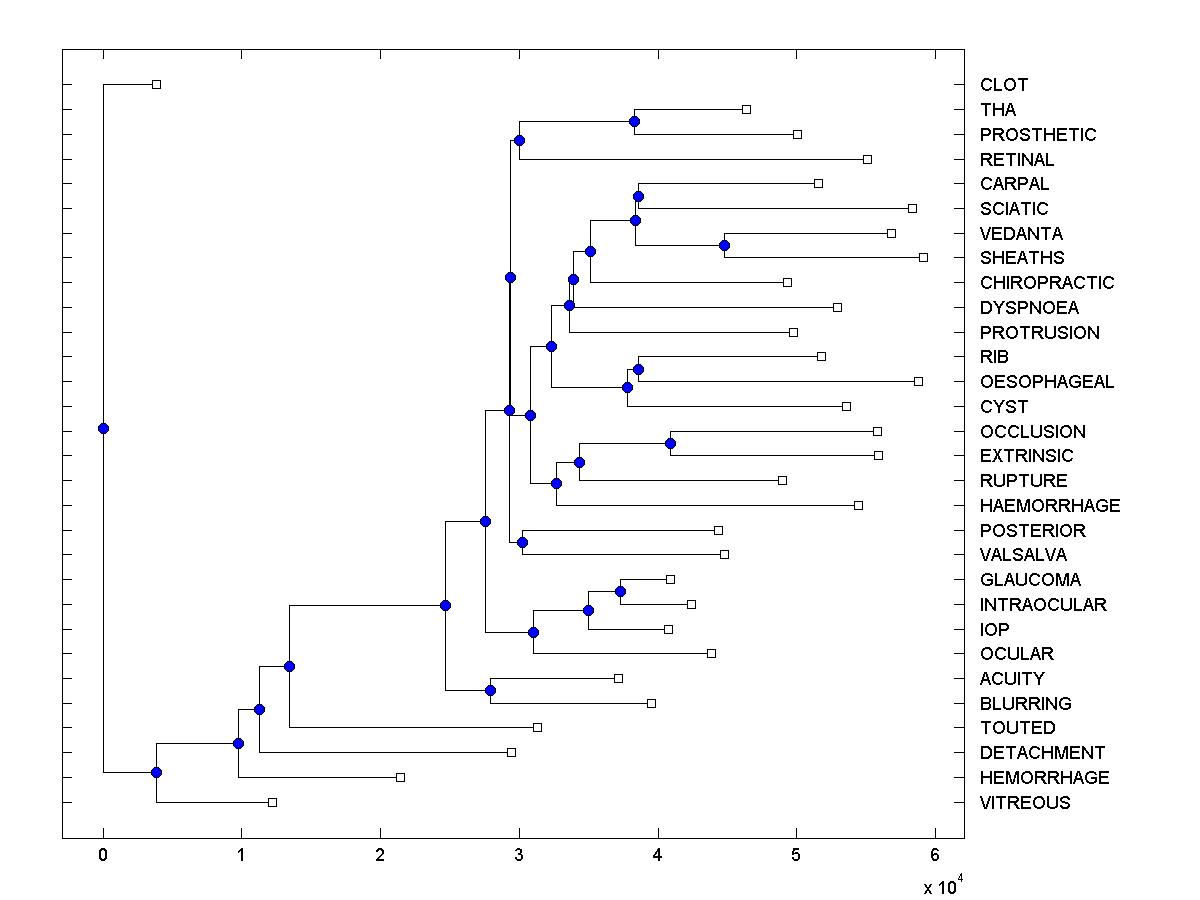 CLOT
THA
PROSTHETIC
RETINAL
CARPAL
SCIATIC
VEDANTA
SHEATHS
CHIROPRACTIC
DYSPNOEA
PROTRUSION
RIB
OESOPHAGEAL
CYST
OCCLUSION
EXTRINSIC
RUPTURE
HAEMORRHAGE
POSTERIOR
VALSALVA
GLAUCOMA
INTRAOCULAR
IOP
OCULAR
ACUITY
BLURRING
TOUTED
DETACHMENT
HEMORRHAGE
VITREOUS
0 1 2 3 4 5 6
x 10^4